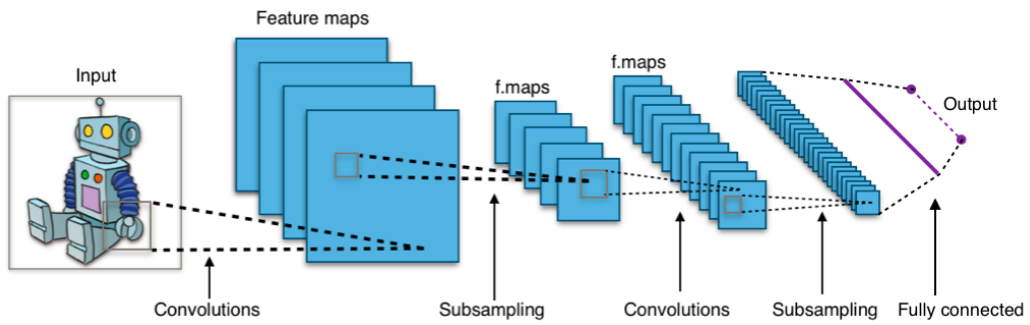 Feature maps
Input
f.maps
f.maps
Output
Convolutions
Subsampling
Convolutions
Subsampling
Fully connected